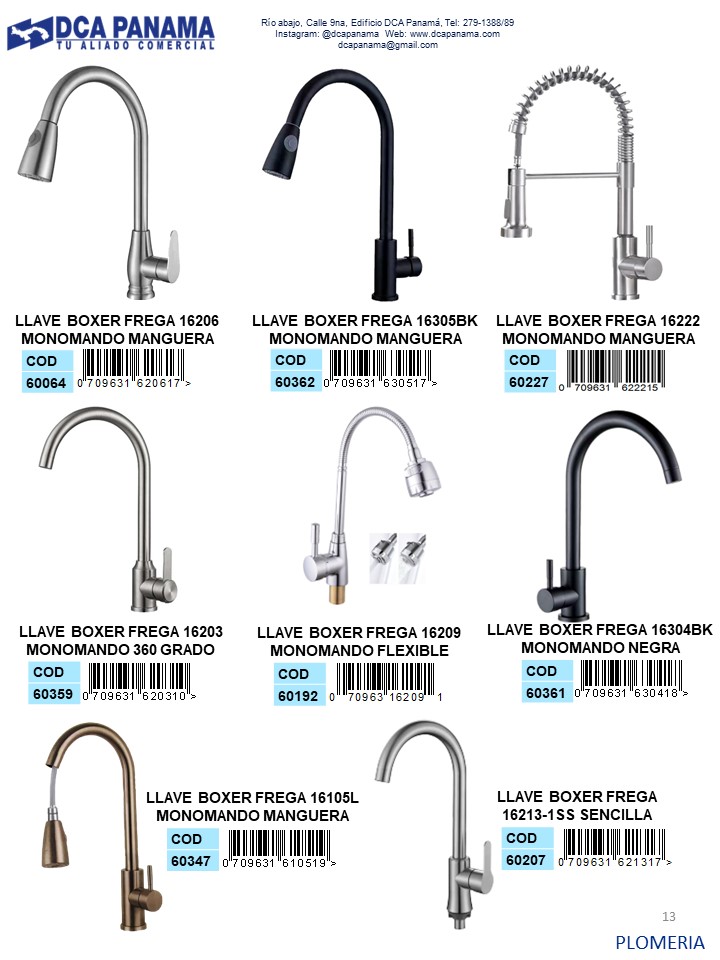 DCA PANAMA
TU ALIADO COMERCIAL
Río abajo, Calle 9na, Edificio DCA Panamá, Tel: 279-1388/89
Instagram: @dcapanama Web: www.dcapanama.com
dcapanama@gmail.com
LLAVE BOXER FREGA 16206
MONOMANDO MANGUERA
COD
60064
0 709631 620617 >
LLAVE BOXER FREGA 16305BK
MONOMANDO MANGUERA
COD
60362
0 709631 630517 >
LLAVE BOXER FREGA 16222
MONOMANDO MANGUERA
COD
60227
0 709631 622215
LLAVE BOXER FREGA 16203
MONOMANDO 360 GRADO
COD
60359
0 709631 620310 >
LLAVE BOXER FREGA 16209
MONOMANDO FLEXIBLE
COD
60192
0 70963 16209 1
LLAVE BOXER FREGA 16304BK
MONOMANDO NEGRA
COD
60361
0 709631 630418 >
LLAVE BOXER FREGA 16105L
MONOMANDO MANGUERA
COD
60347
0 709631 610519 >
LLAVE BOXER FREGA
16213-1SS SENCILLA
COD
60207
0 709631 621317 >
13
PLOMERIA